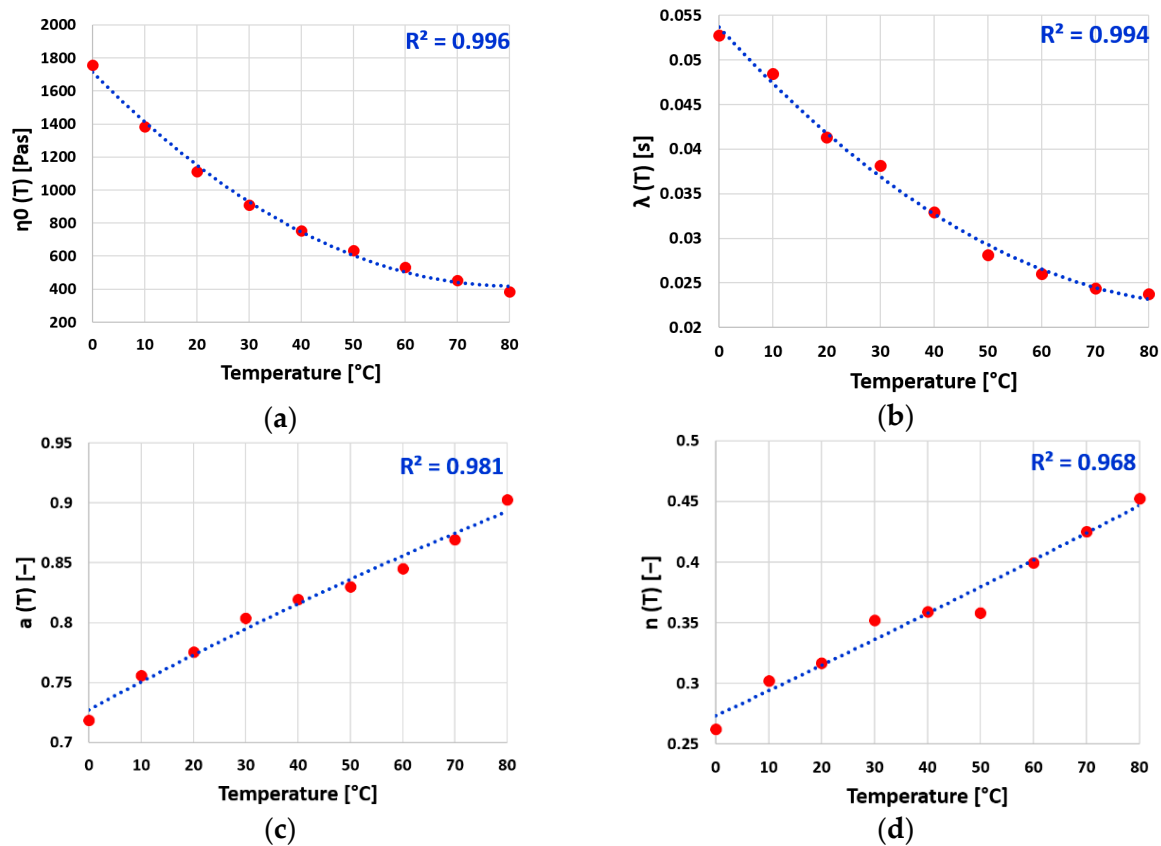 R² = 0.996
η0 (T) [Pas]
2000
1800
1600
1400
1200
1000
800
600
400
200
0 10 20 30 40 50 60 70 80
Temperature [°C]
(a)
R² = 0.994
λ (T) [s]
0.055
0.05
0.045
0.04
0.035
0.03
0.025
0.02
0 10 20 30 40 50 60 70 80
Temperature [°C]
(b)
R² = 0.981
a (T) [–]
0.95
0.9
0.85
0.8
0.75
0.7
0 10 20 30 40 50 60 70 80
Temperature [°C]
(c)
R² = 0.968
n (T) [–]
0.5
0.45
0.4
0.35
0.3
0.25
0 10 20 30 40 50 60 70 80
Temperature [°C]
(d)